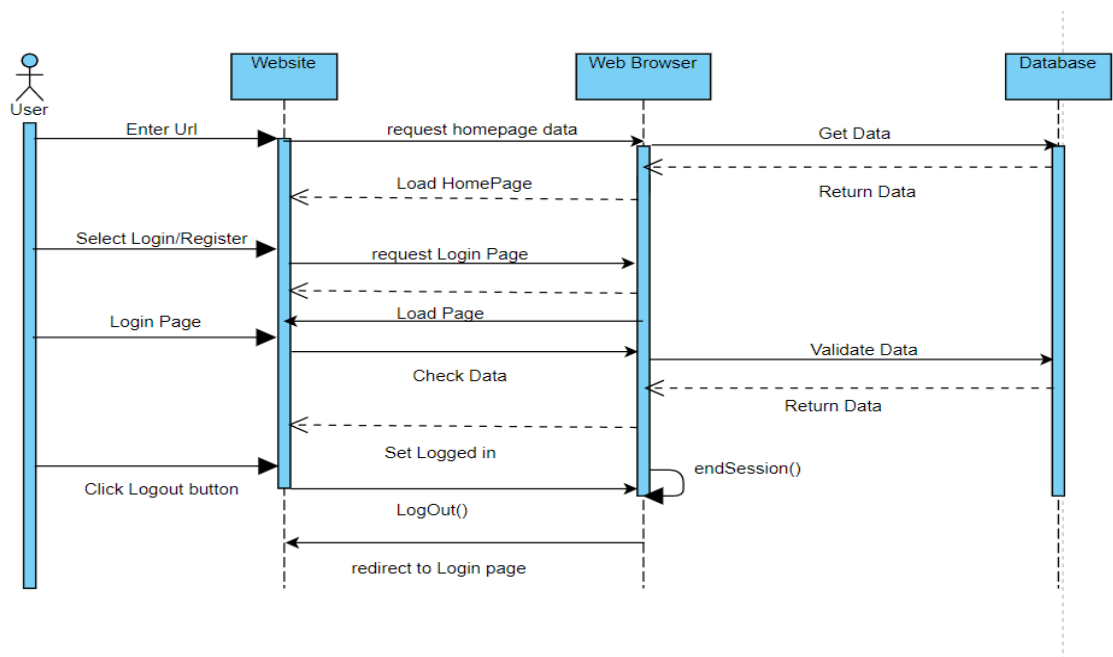 Website
Web Browser
Database
User
Enter Url
request homepage data
Get Data
Load HomePage
Return Data
Select Login/Register
request Login Page
Load Page
Login Page
Validate Data
Check Data
Return Data
Set Logged in
endSession()
Click Logout button
LogOut()
redirect to Login page